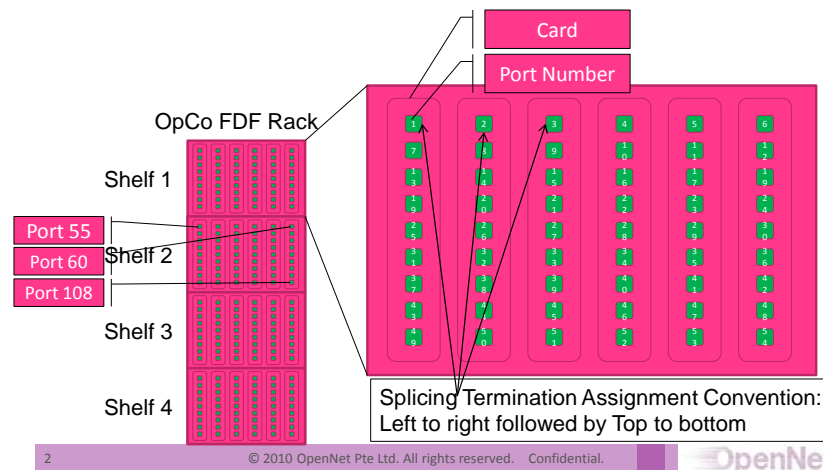 Card
Port Number
OpCo FDF Rack
Shelf 1
Port 55
Shelf 2
Port 60
Port 108
Shelf 3
Shelf 4
1 2 3 4 5 6
7 8 9 10 11 12
13 14 15 16 17 19
19 20 21 22 23 24
25 26 27 28 29 30
31 32 33 34 35 36
37 38 39 40 41 42
43 44 45 46 47 48
49 50 51 52 53 54
Splicing Termination Assignment Convention:
Left to right followed by Top to bottom
2 © 2010 OpenNet Pte Ltd. All rights reserved. Confidential.
OpenNe